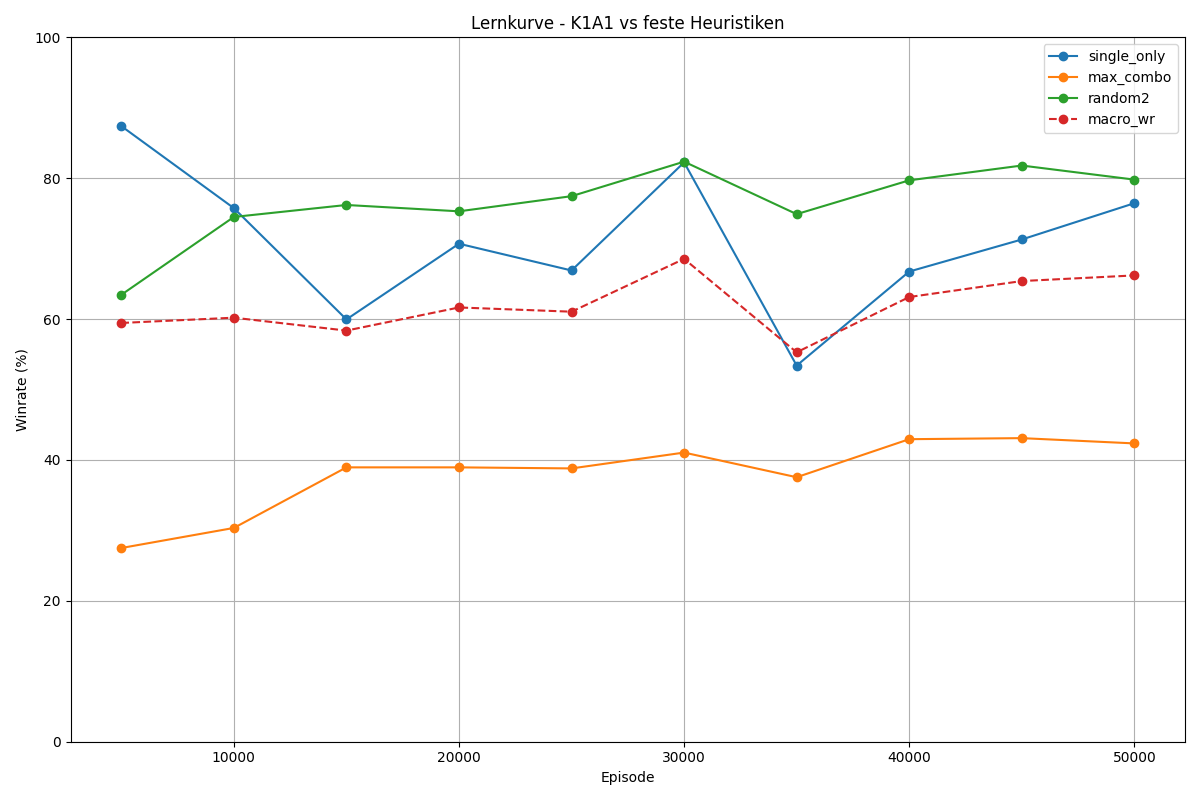 Lernkurve - K1A1 vs feste Heuristiken
single_only
max_combo
random2
macro_wr
Winrate (%)
100
80
60
40
20
0
10000
20000
30000
40000
50000
Episode